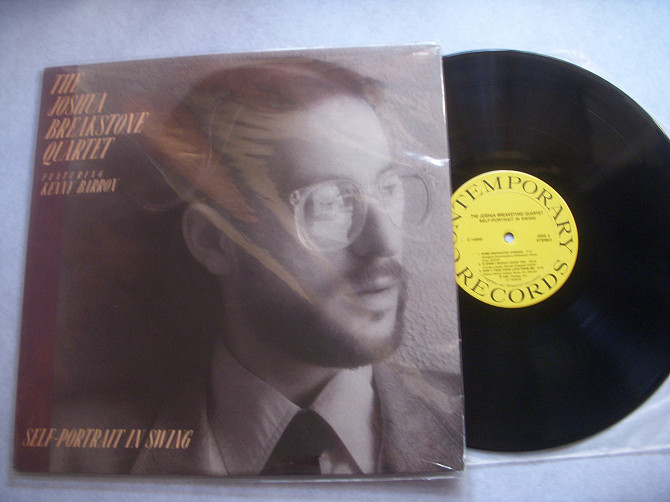 THE
JOSHUA
BREAKSTONE
QUARTET
FEATURING
KENNY BARRON
SELF-PORTRAIT IN SWING
CONTEMPORARY
RECORDS
THE JOSHUA BREAKSTONE QUARTET
SELF-PORTRAIT IN SWING
STEREO